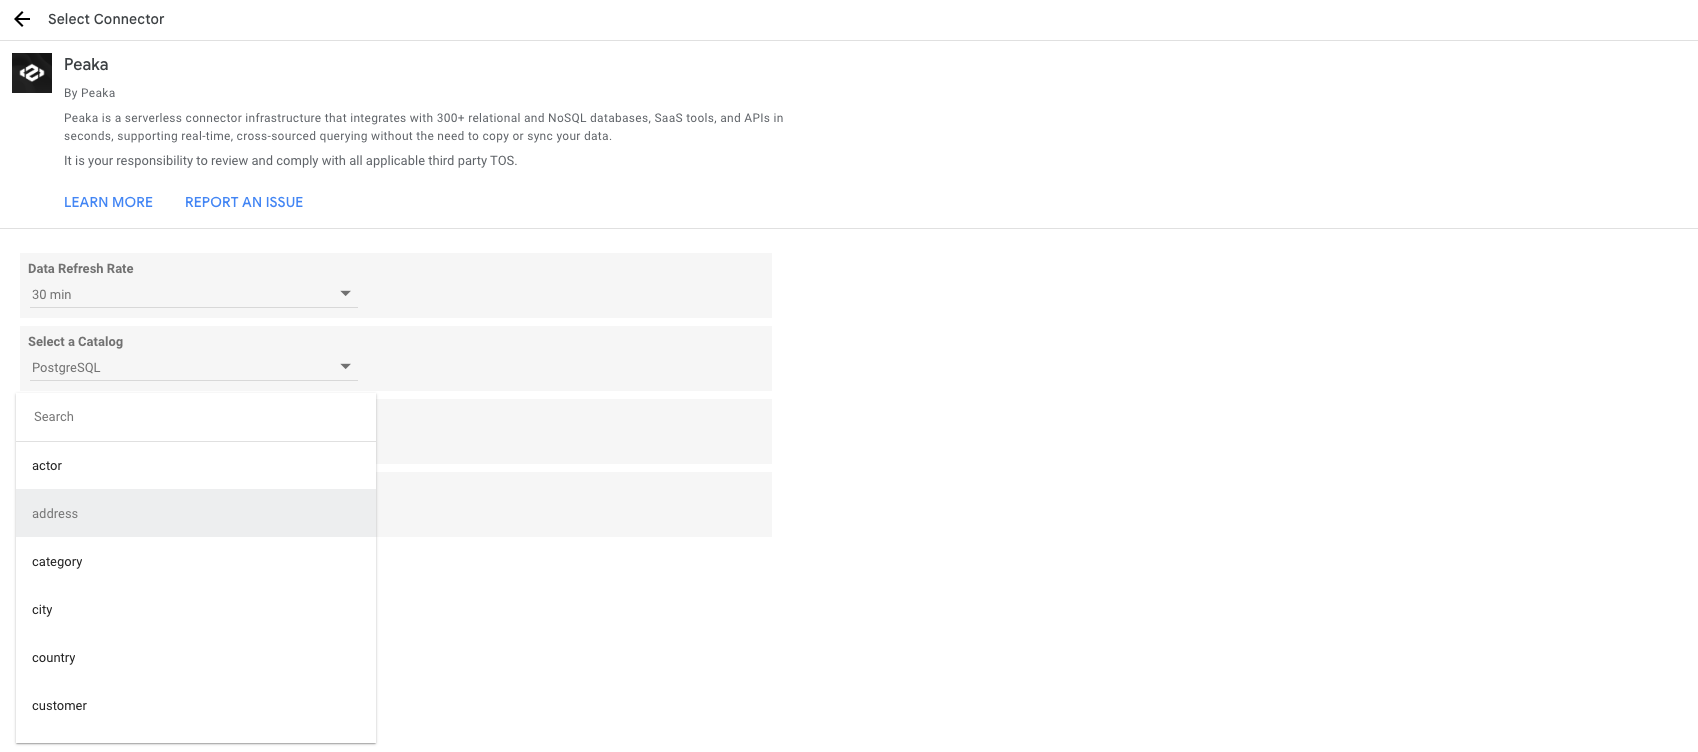 Select Connector
Peaka
By Peaka
Peaka is a serverless connector infrastructure that integrates with 300+ relational and NoSQL databases, SaaS tools, and APIs in
seconds, supporting real-time, cross-sourced querying without the need to copy or sync your data.
It is your responsibility to review and comply with all applicable third party TOS.
LEARN MORE REPORT AN ISSUE
Data Refresh Rate
30 min
Select a Catalog
PostgreSQL
Search
actor
address
category
city
country
customer